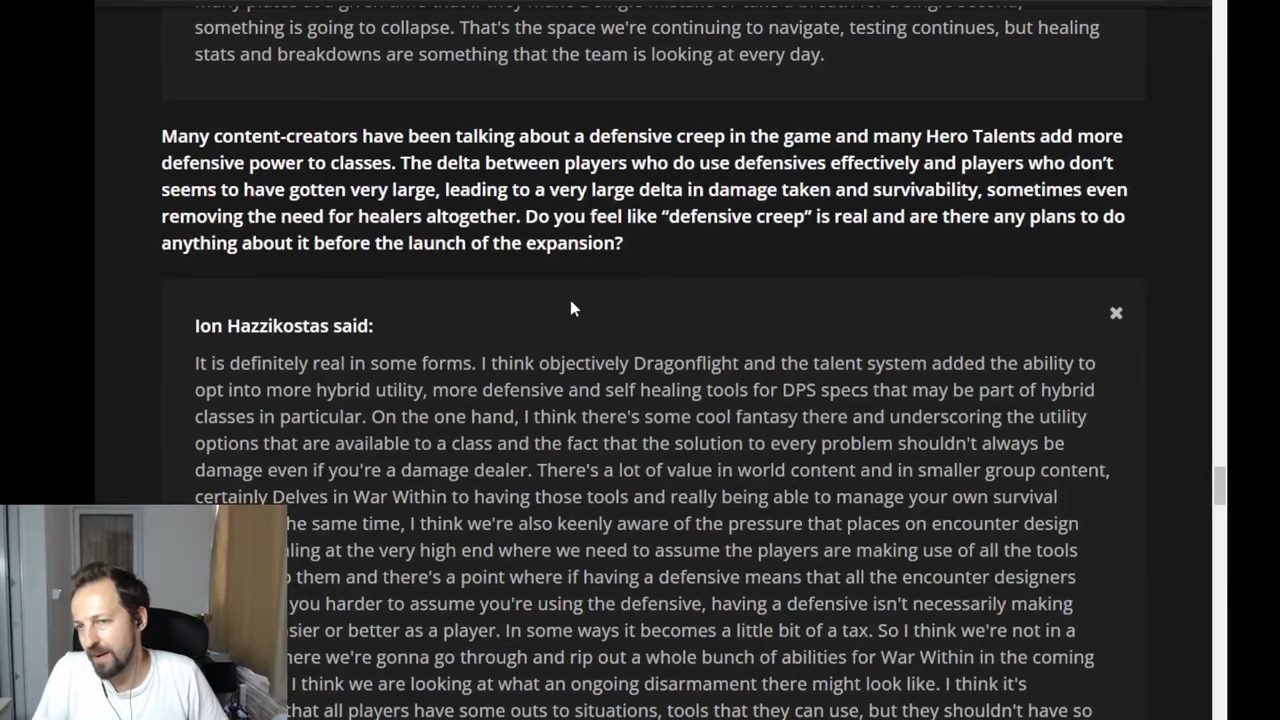 something is going to collapse. That's the space we're continuing to navigate, testing continues, but healing
stats and breakdowns are something that the team is looking at every day.
Many content-creators have been talking about a defensive creep in the game and many Hero Talents add more
defensive power to classes. The delta between players who do use defensives effectively and players who don’t
seems to have gotten very large, leading to a very large delta in damage taken and survivability, sometimes even
removing the need for healers altogether. Do you feel like “defensive creep” is real and are there any plans to do
anything about it before the launch of the expansion?
Ion Hazzikostas said:
It is definitely real in some forms. I think objectively Dragonflight and the talent system added the ability to
opt into more hybrid utility, more defensive and self healing tools for DPS specs that may be part of hybrid
classes in particular. On the one hand, I think there's some cool fantasy there and underscoring the utility
options that are available to a class and the fact that the solution to every problem shouldn't always be
damage even if you're a damage dealer. There's a lot of value in world content and in smaller group content,
certainly Delves in War Within to having those tools and really being able to manage your own survival
he same time, I think we're also keenly aware of the pressure that places on encounter design
ling at the very high end where we need to assume the players are making use of all the tools
them and there's a point where if having a defensive means that all the encounter designers
you harder to assume you're using the defensive, having a defensive isn't necessarily making
sier or better as a player. In some ways it becomes a little bit of a tax. So I think we're not in a
here we're gonna go through and rip out a whole bunch of abilities for War Within in the coming
I think we are looking at what an ongoing disarmament there might look like. I think it's
that all players have some outs to situations, tools that they can use, but they shouldn't have so